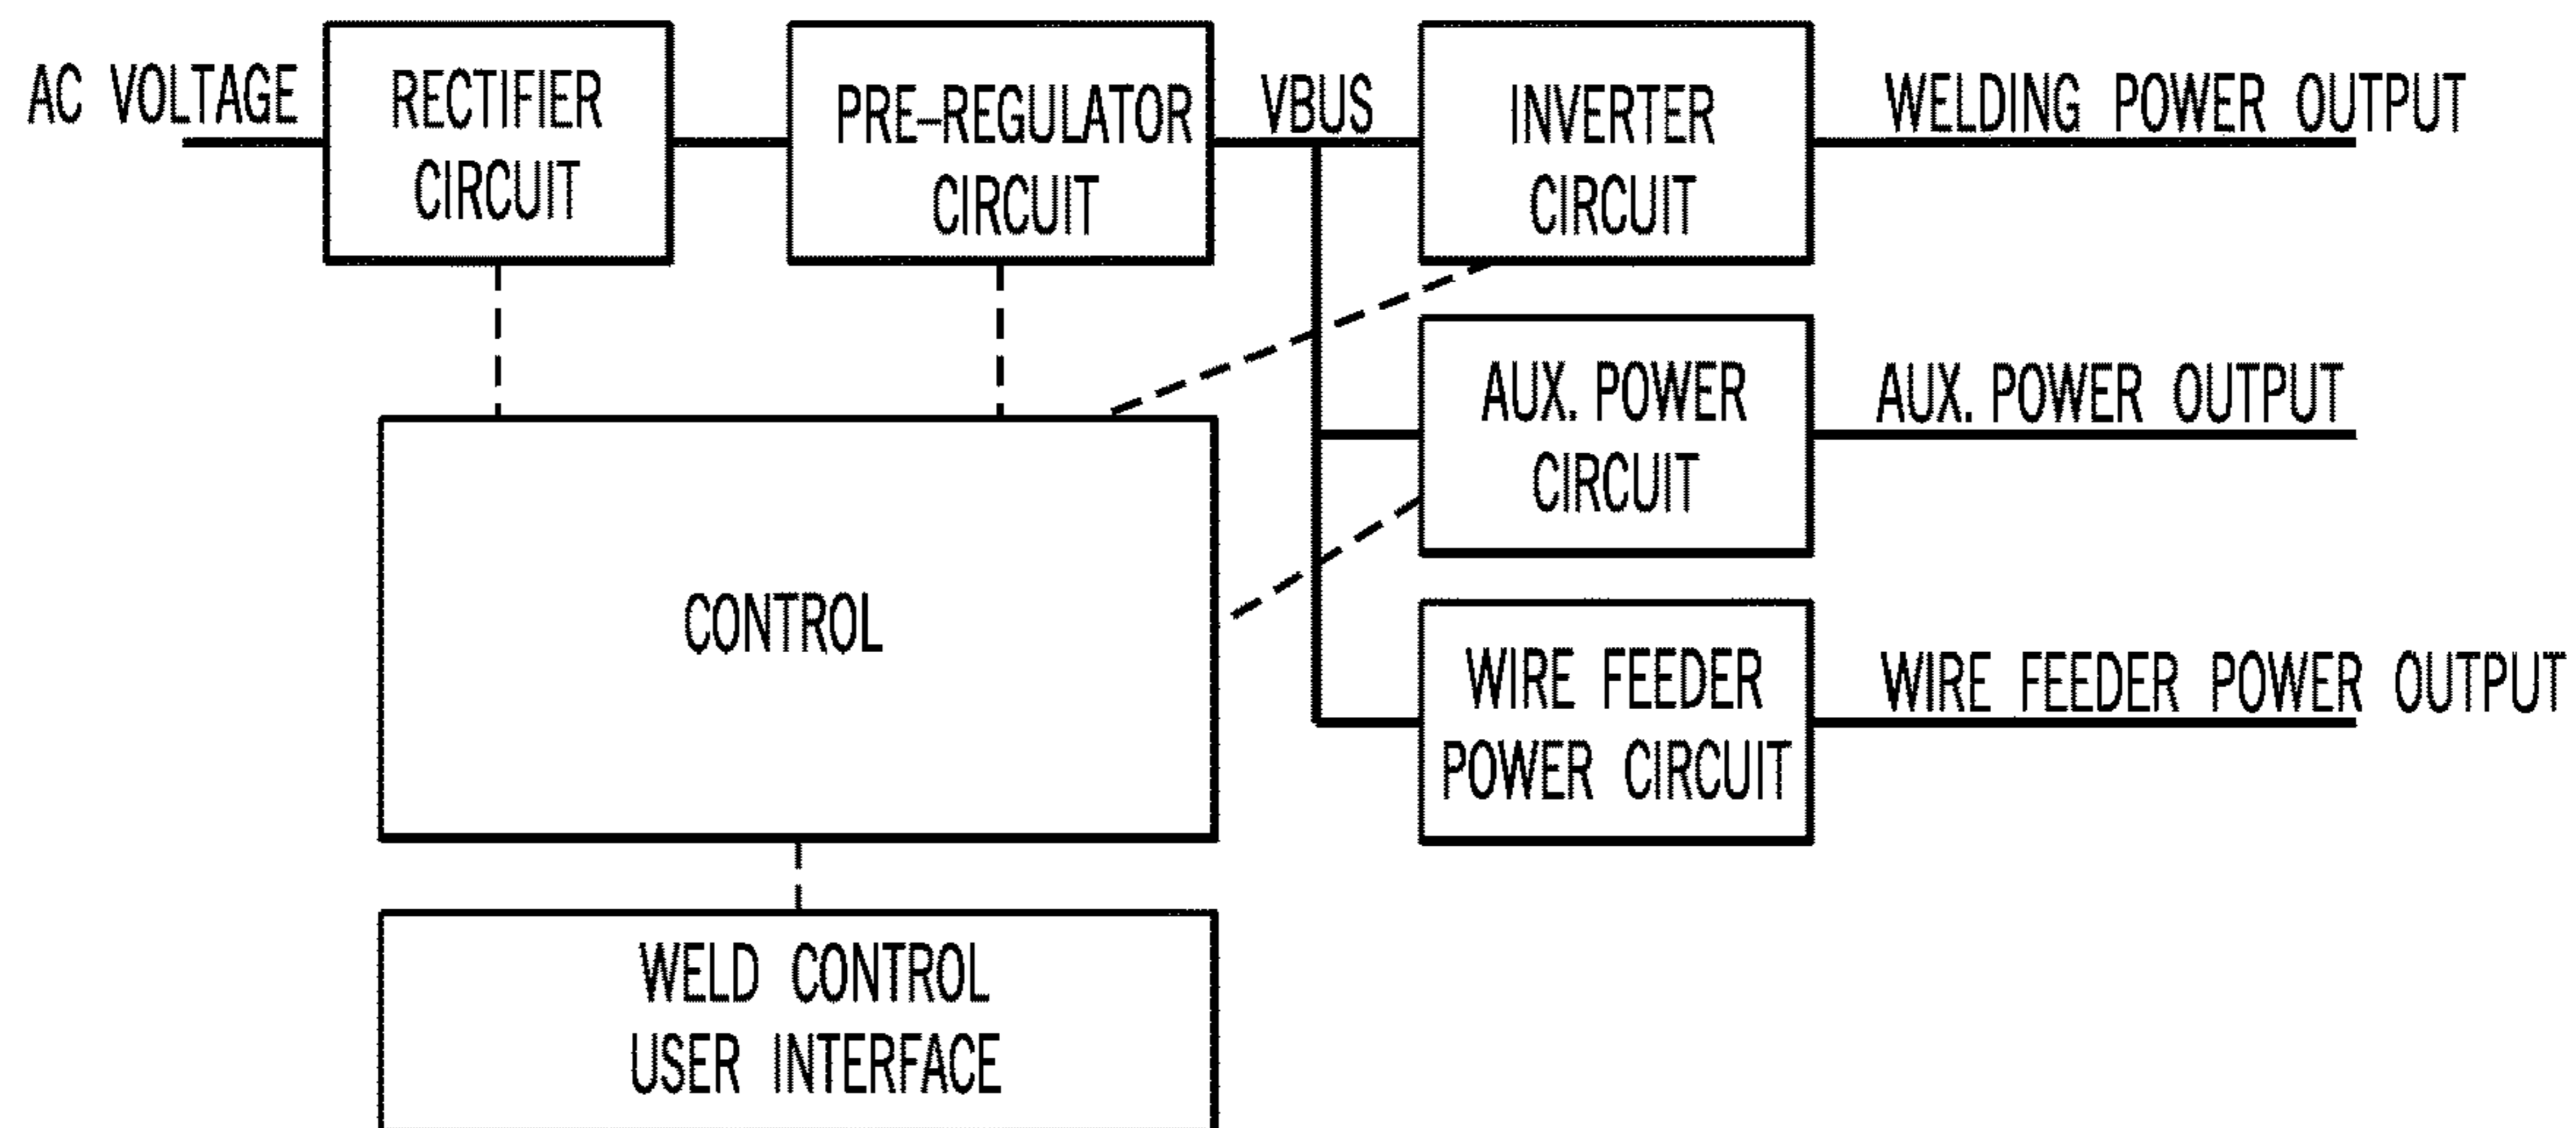 AC VOLTAGE
RECTIFIER
CIRCUIT
PRE–REGULATOR
CIRCUIT
VBUS
INVERTER
CIRCUIT
WELDING POWER OUTPUT
AUX. POWER
CIRCUIT
AUX. POWER OUTPUT
CONTROL
WIRE FEEDER
POWER CIRCUIT
WIRE FEEDER POWER OUTPUT
WELD CONTROL
USER INTERFACE